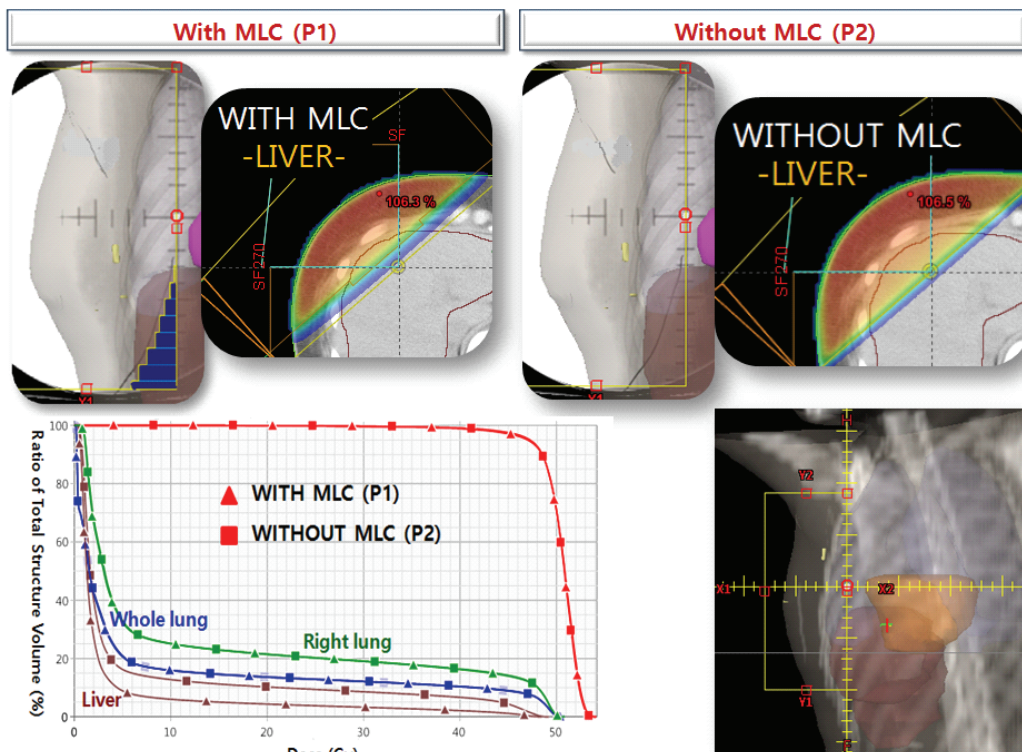 With MLC (P1)
Without MLC (P2)
WITH MLC
-LIVER-
SF
106.3 %
SF270
Y1
WITHOUT MLC
-LIVER-
106.5 %
SF270
Y1
Ratio of Total Structure Volume (%)
100
80
60
40
20
0
WITH MLC (P1)
WITHOUT MLC (P2)
Whole lung
Right lung
Liver
0
10
20
30
40
50
H
Y2
X1
X2
Y1
F